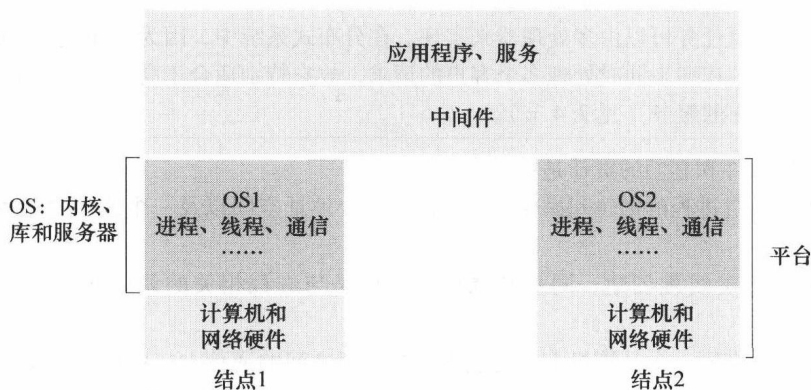 应用程序、服务
中间件
OS：内核、
库和服务器
OS1
进程、线程、通信
……
OS2
进程、线程、通信
……
平台
计算机和
网络硬件
计算机和
网络硬件
结点1
结点2